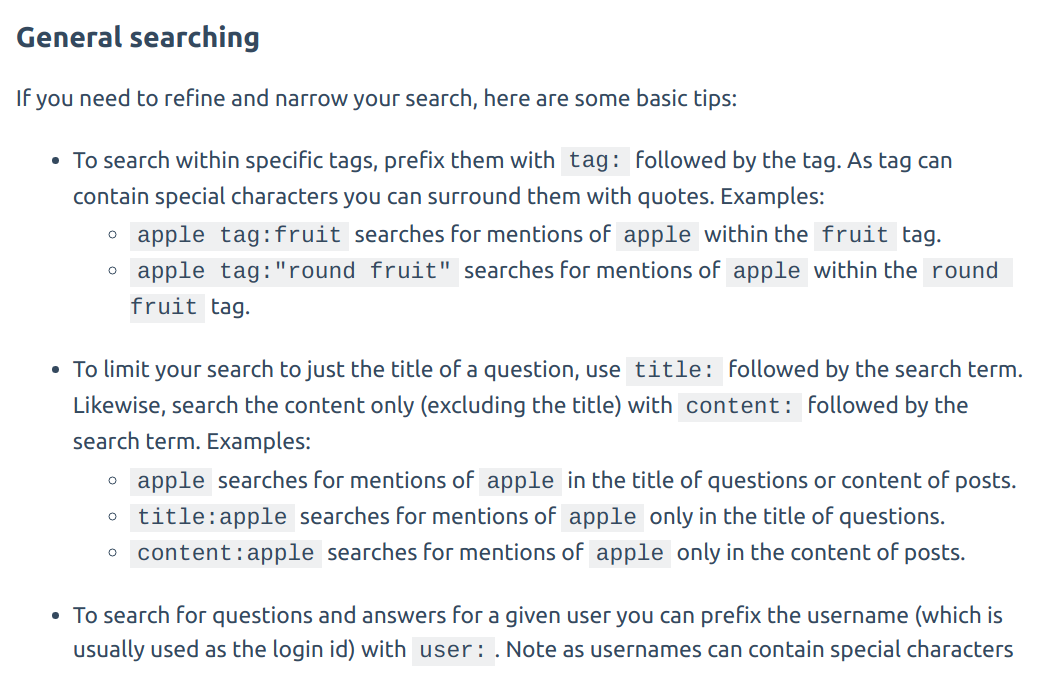 General searching
If you need to refine and narrow your search, here are some basic tips:
• To search within specific tags, prefix them with tag: followed by the tag. As tag can
contain special characters you can surround them with quotes. Examples:
◦ apple tag:fruit searches for mentions of apple within the fruit tag.
◦ apple tag:"round fruit" searches for mentions of apple within the round
fruit tag.
• To limit your search to just the title of a question, use title: followed by the search term.
Likewise, search the content only (excluding the title) with content: followed by the
search term. Examples:
◦ apple searches for mentions of apple in the title of questions or content of posts.
◦ title:apple searches for mentions of apple only in the title of questions.
◦ content:apple searches for mentions of apple only in the content of posts.
• To search for questions and answers for a given user you can prefix the username (which is
usually used as the login id) with user: . Note as usernames can contain special characters